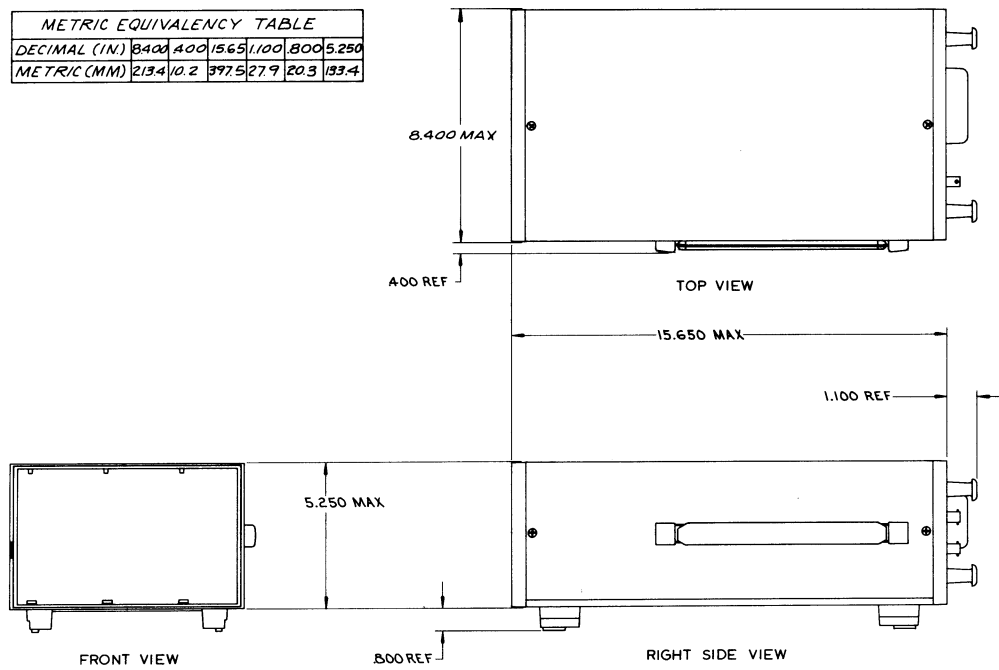 METRIC EQUIVALENCY TABLE
DECIMAL (IN.) 8.400 .400 15.65 1.100 .800 5.250
METRIC (MM) 213.4 10.2 397.5 27.9 20.3 133.4
8.400 MAX
.400 REF
TOP VIEW
15.650 MAX
1.100 REF
5.250 MAX
.800 REF
FRONT VIEW
RIGHT SIDE VIEW